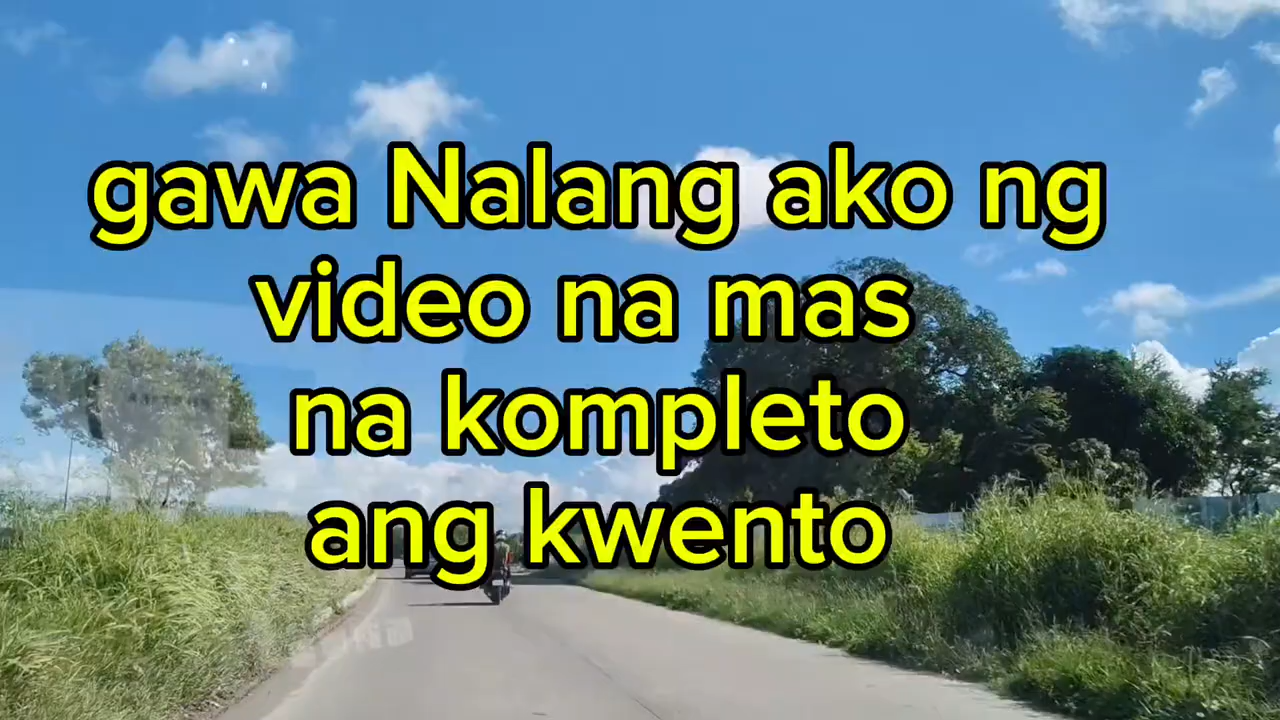 gawa Nalang ako ng
video na mas
na kompleto
ang kwento